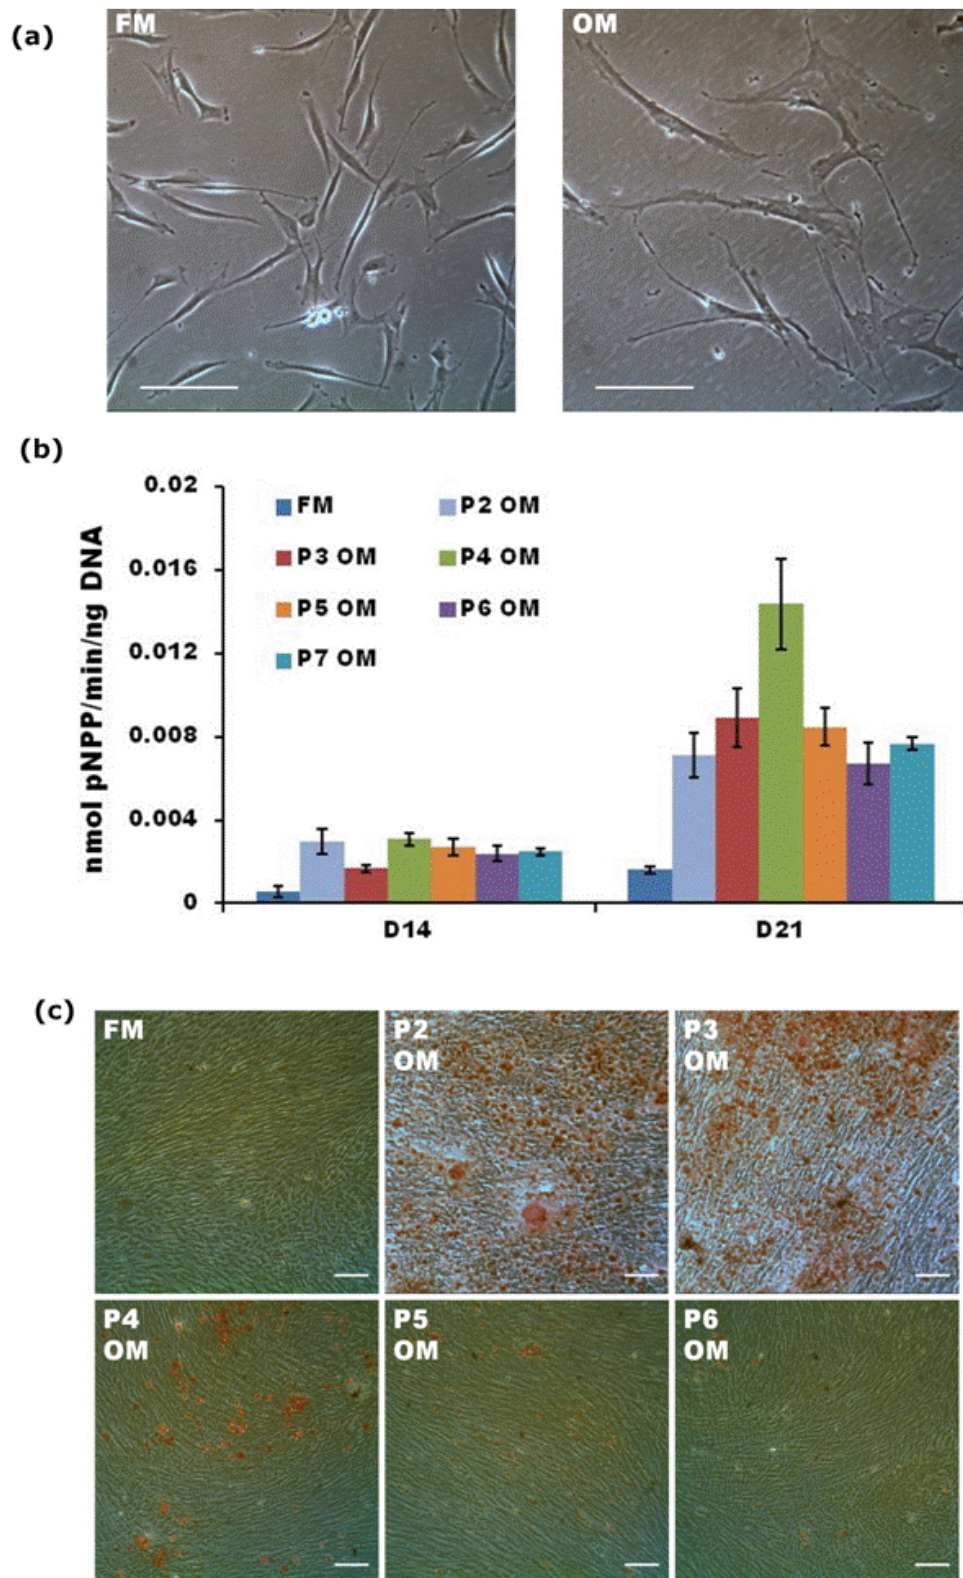 (a)
FM
OM
(b)
nmol pNPP/min/ng DNA
0.02
0.016
0.012
0.008
0.004
0
FM
P2 OM
P3 OM
P4 OM
P5 OM
P6 OM
P7 OM
D14
D21
(c)
FM
P2
OM
P3
OM
P4
OM
P5
OM
P6
OM